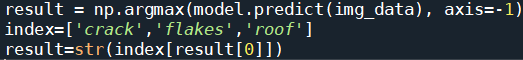 result = np.argmax(model.predict(img_data), axis=-1)
index=['crack','flakes','roof']
result=str(index[result[0]])